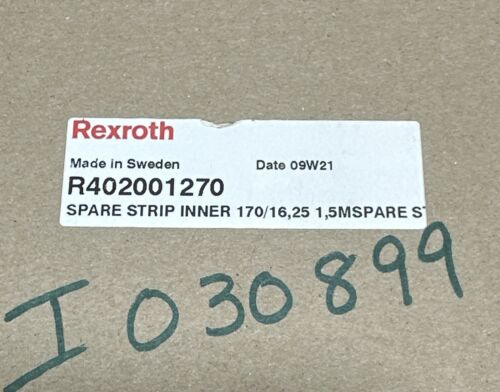 Rexroth
Made in Sweden Date 09W21
R402001270
SPARE STRIP INNER 170/16,25 1,5MSPARE S
I 030899